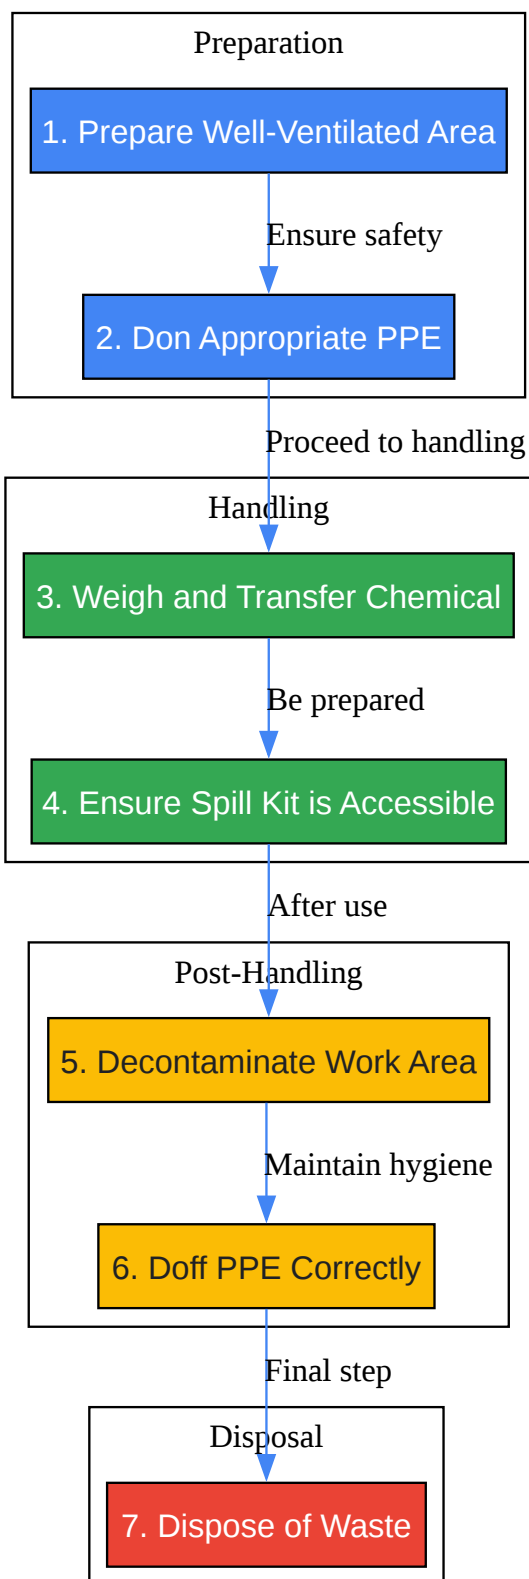 Preparation
1. Prepare Well-Ventilated Area
Ensure safety
2. Don Appropriate PPE
Proceed to handling
Handling
3. Weigh and Transfer Chemical
Be prepared
4. Ensure Spill Kit is Accessible
After use
Post-Handling
5. Decontaminate Work Area
Maintain hygiene
6. Doff PPE Correctly
Final step
Disposal
7. Dispose of Waste